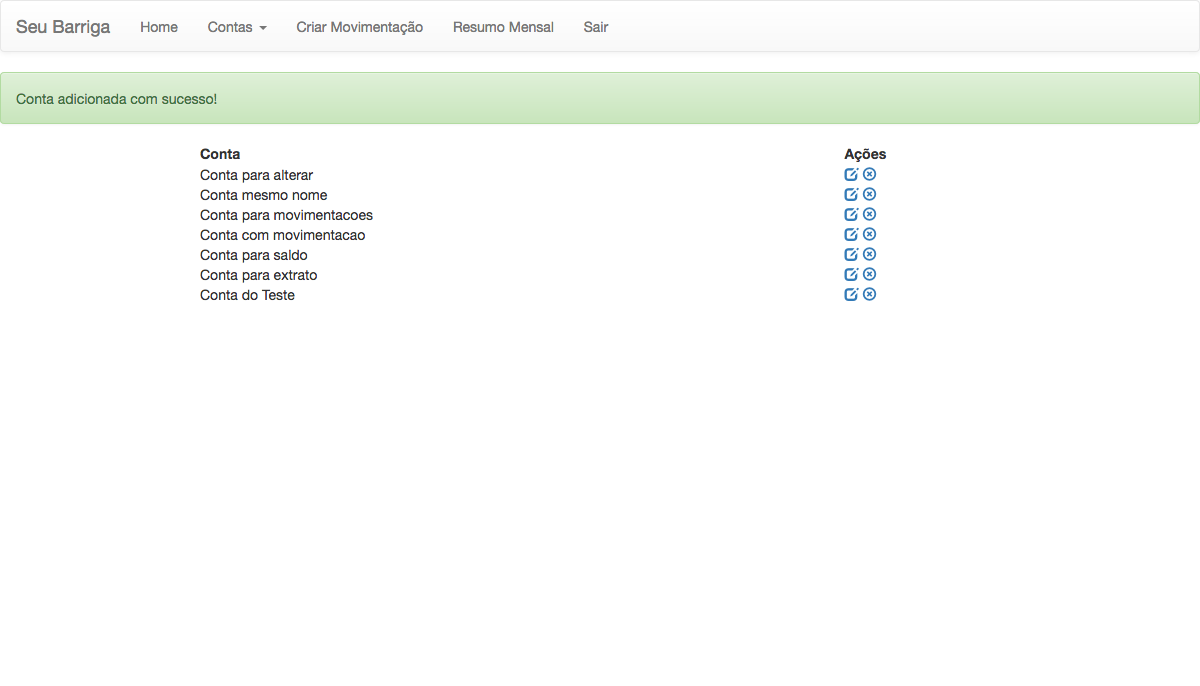 Seu Barriga Home Contas Criar Movimentação Resumo Mensal Sair
Conta adicionada com sucesso!
Conta Ações
Conta para alterar
Conta mesmo nome
Conta para movimentacoes
Conta com movimentacao
Conta para saldo
Conta para extrato
Conta do Teste